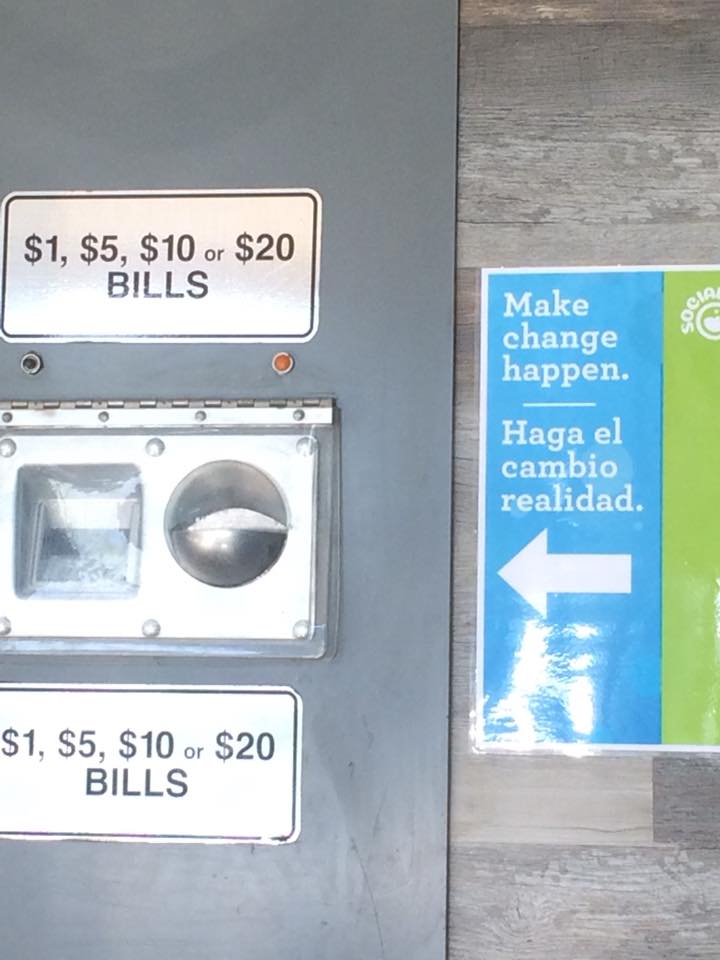 $1, $5, $10 or $20
BILLS
$1, $5, $10 or $20
BILLS
Make
change
happen.
Haga el
cambio
realidad.